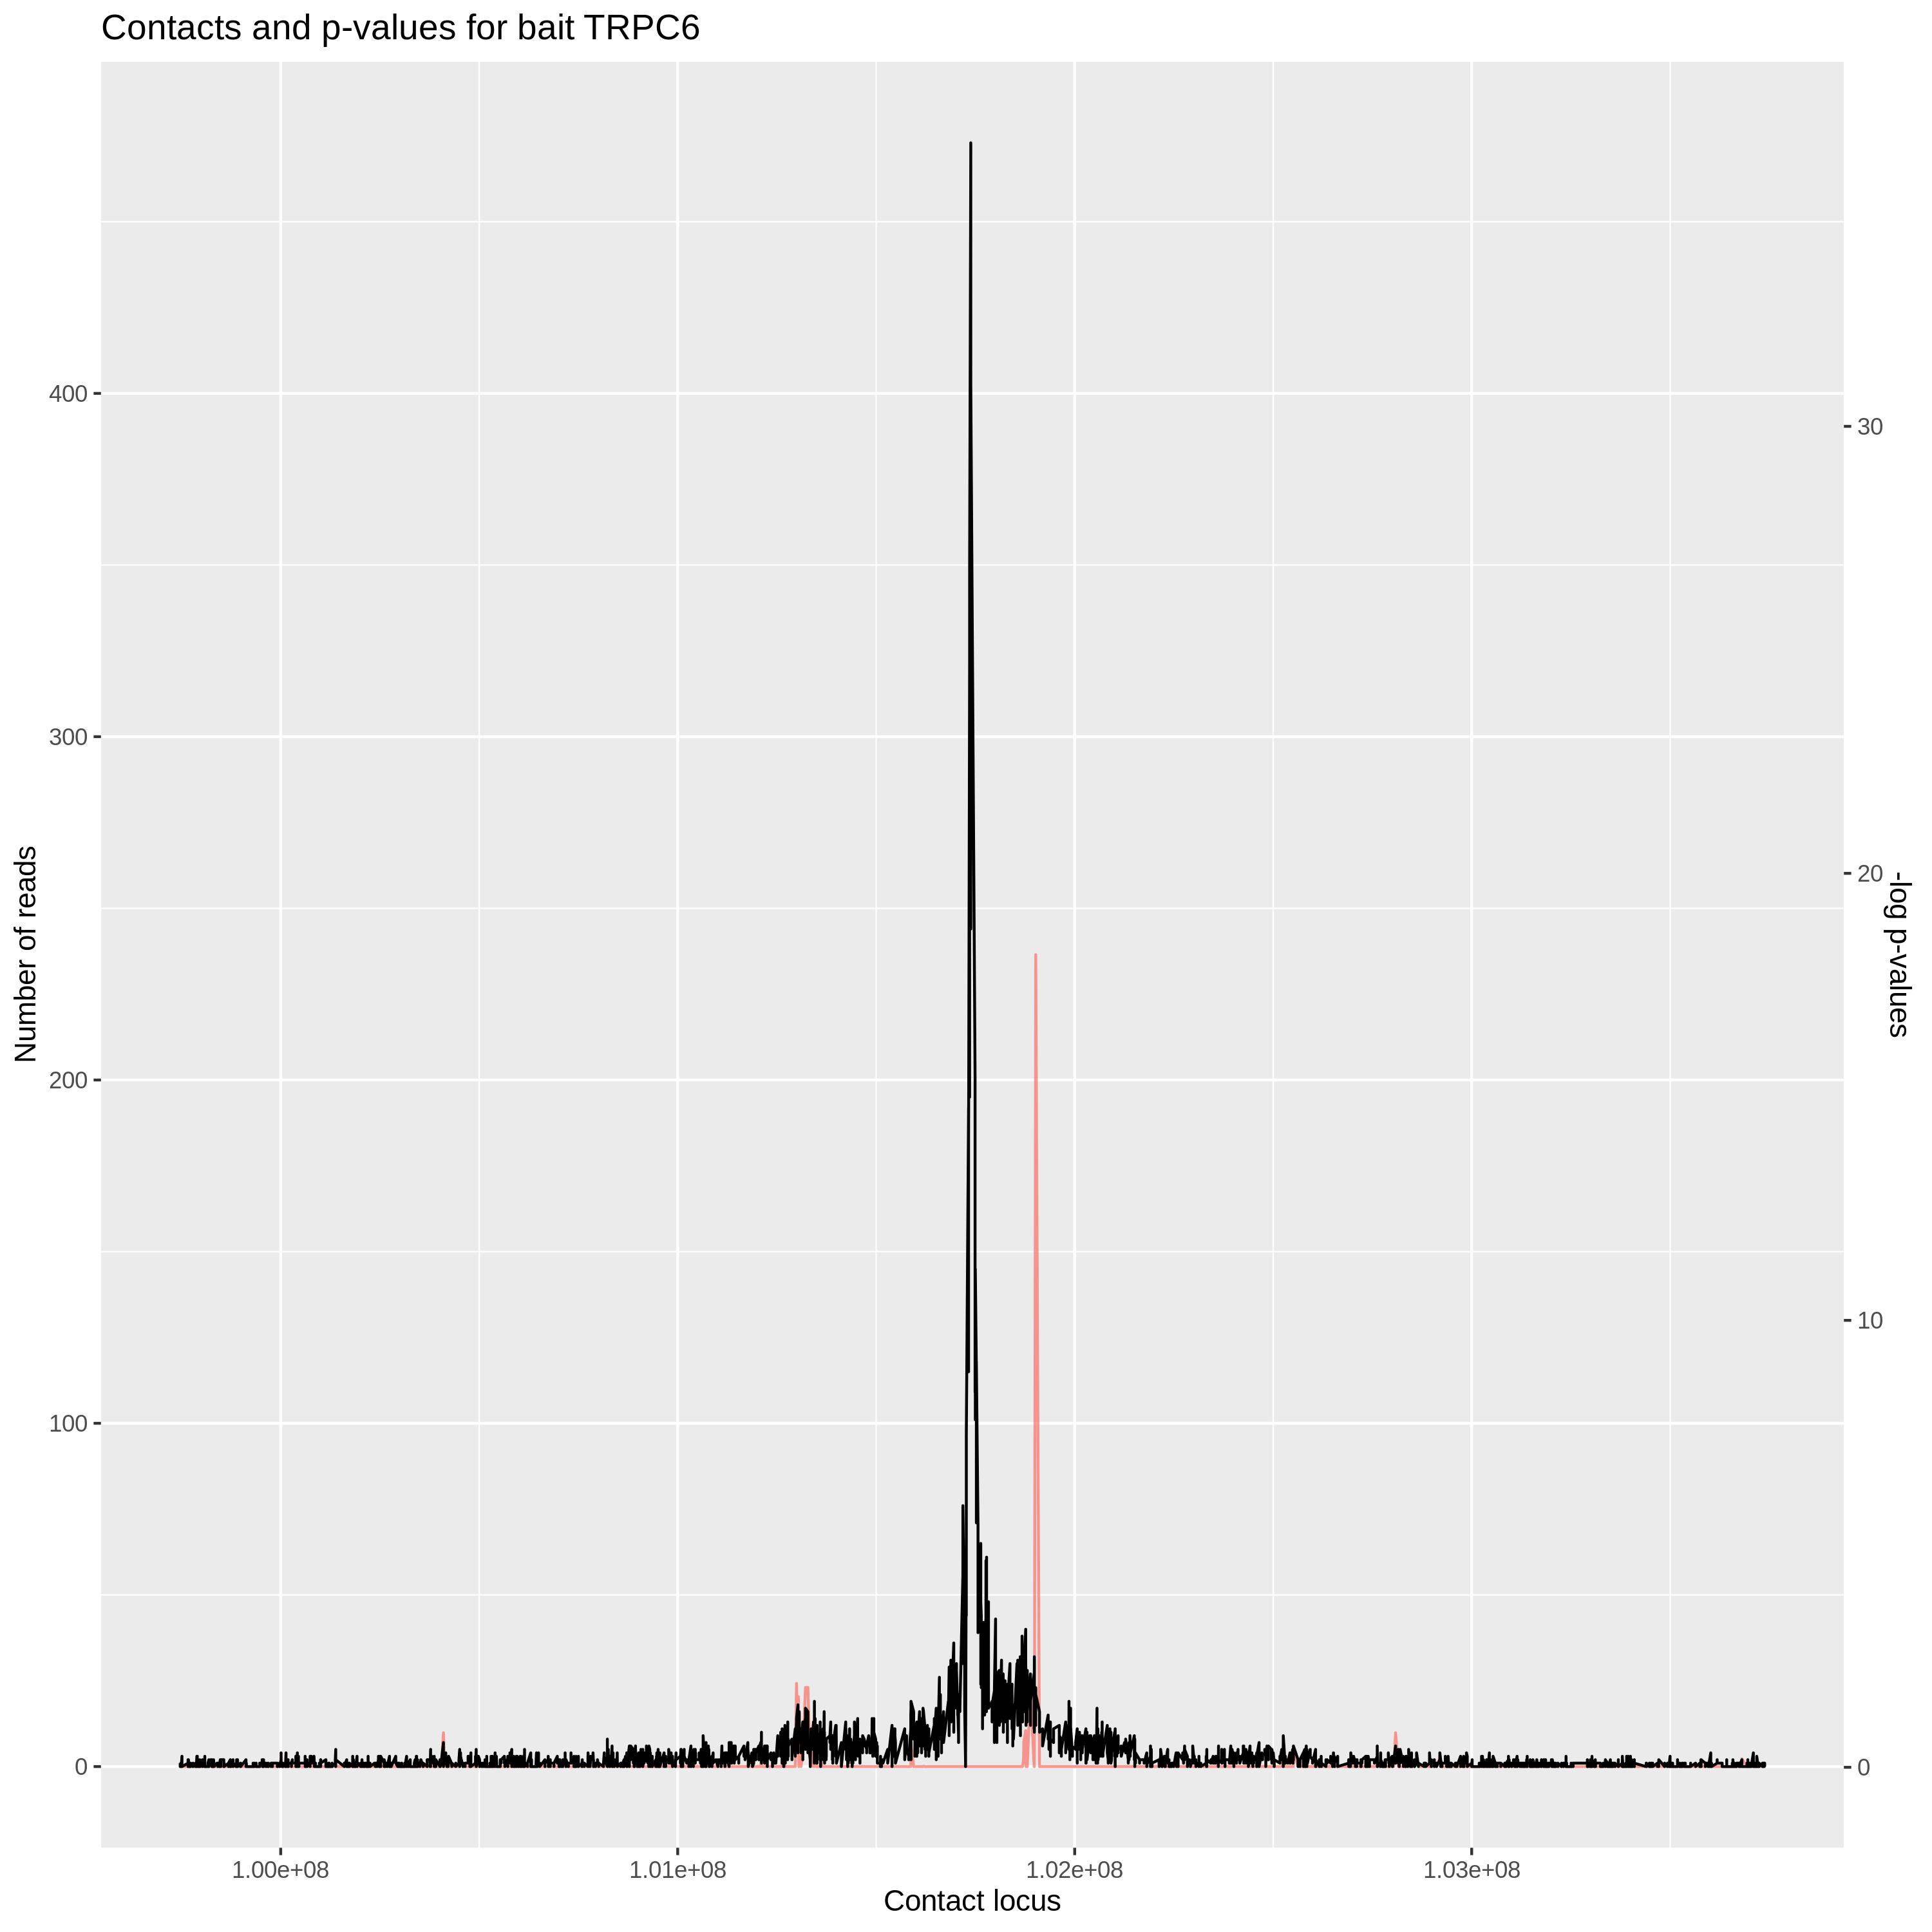 Contacts and p-values for bait TRPC6
400
300
200
100
0
Number of reads
30
20
10
0
-log p-values
1.00e+08
1.01e+08
1.02e+08
1.03e+08
Contact locus